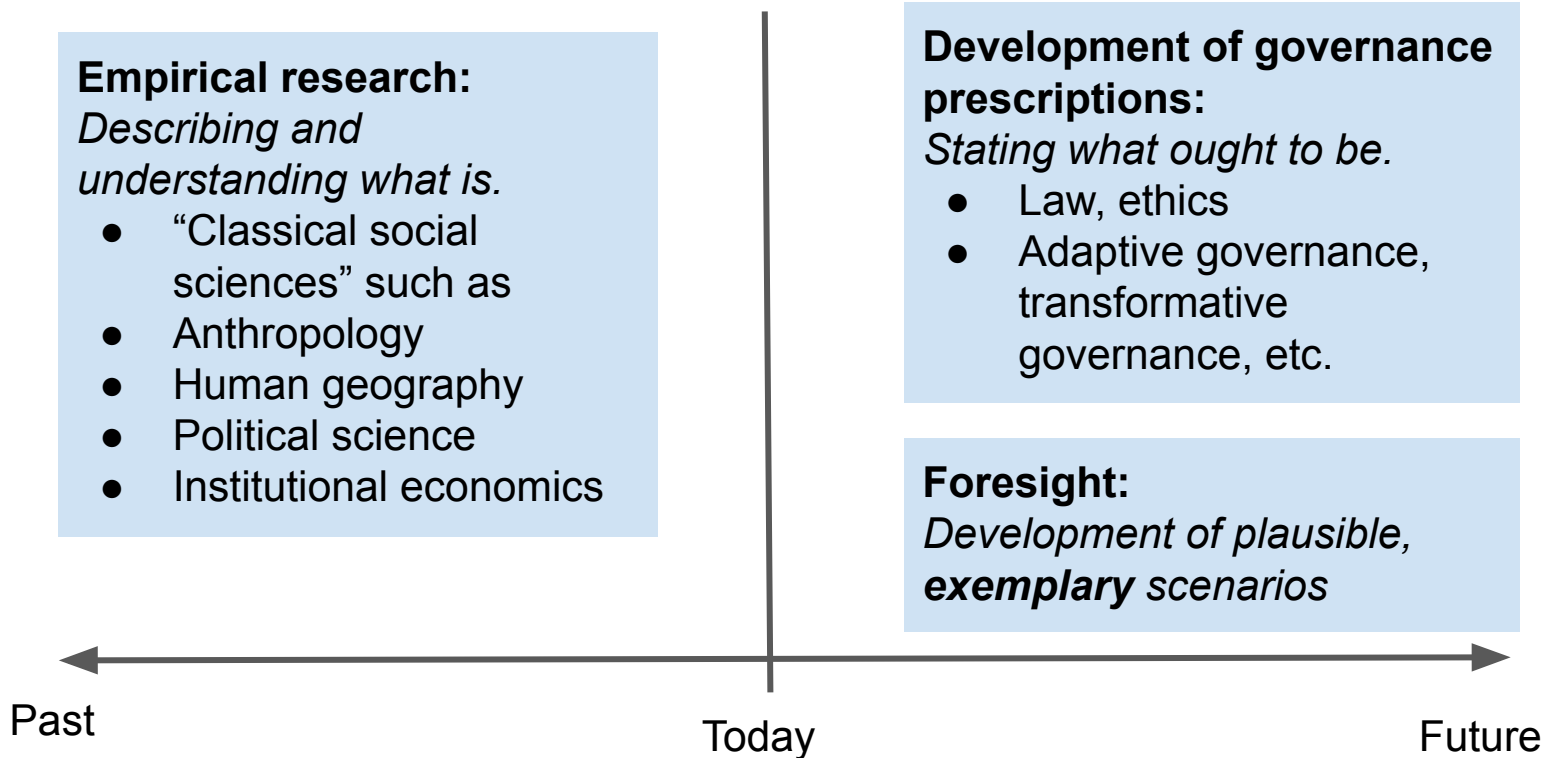 Empirical research:
Describing and
understanding what is.
● “Classical social
sciences” such as
● Anthropology
● Human geography
● Political science
● Institutional economics
Development of governance
prescriptions:
Stating what ought to be.
● Law, ethics
● Adaptive governance,
transformative
governance, etc.
Foresight:
Development of plausible,
exemplary scenarios
Past
Today
Future